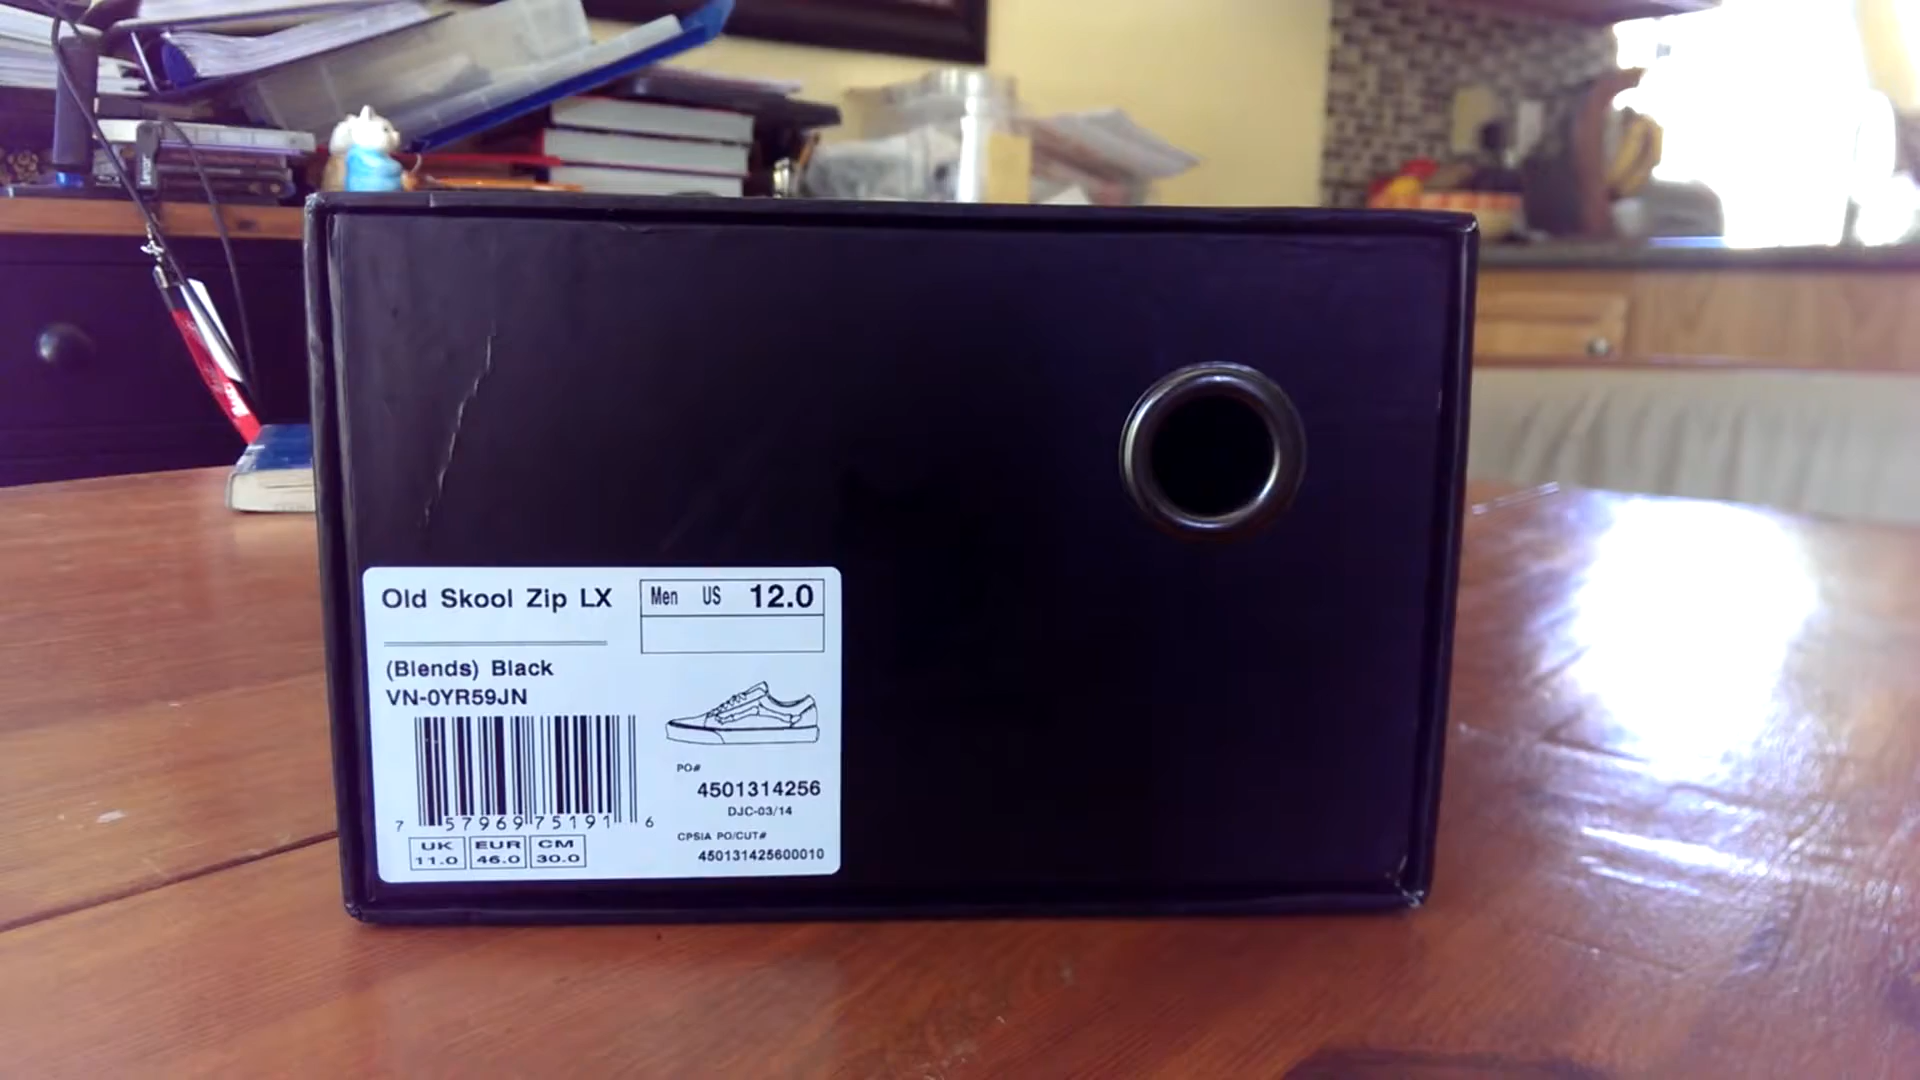 Old Skool Zip LX
Men US 12.0
(Blends) Black
VN-0YR59JN
7 57969 75191 6
UK
11.0
EUR
46.0
CM
30.0
PO#
4501314256
DJC-03/14
CPSIA PO/CUT#
450131425600010
Lexar